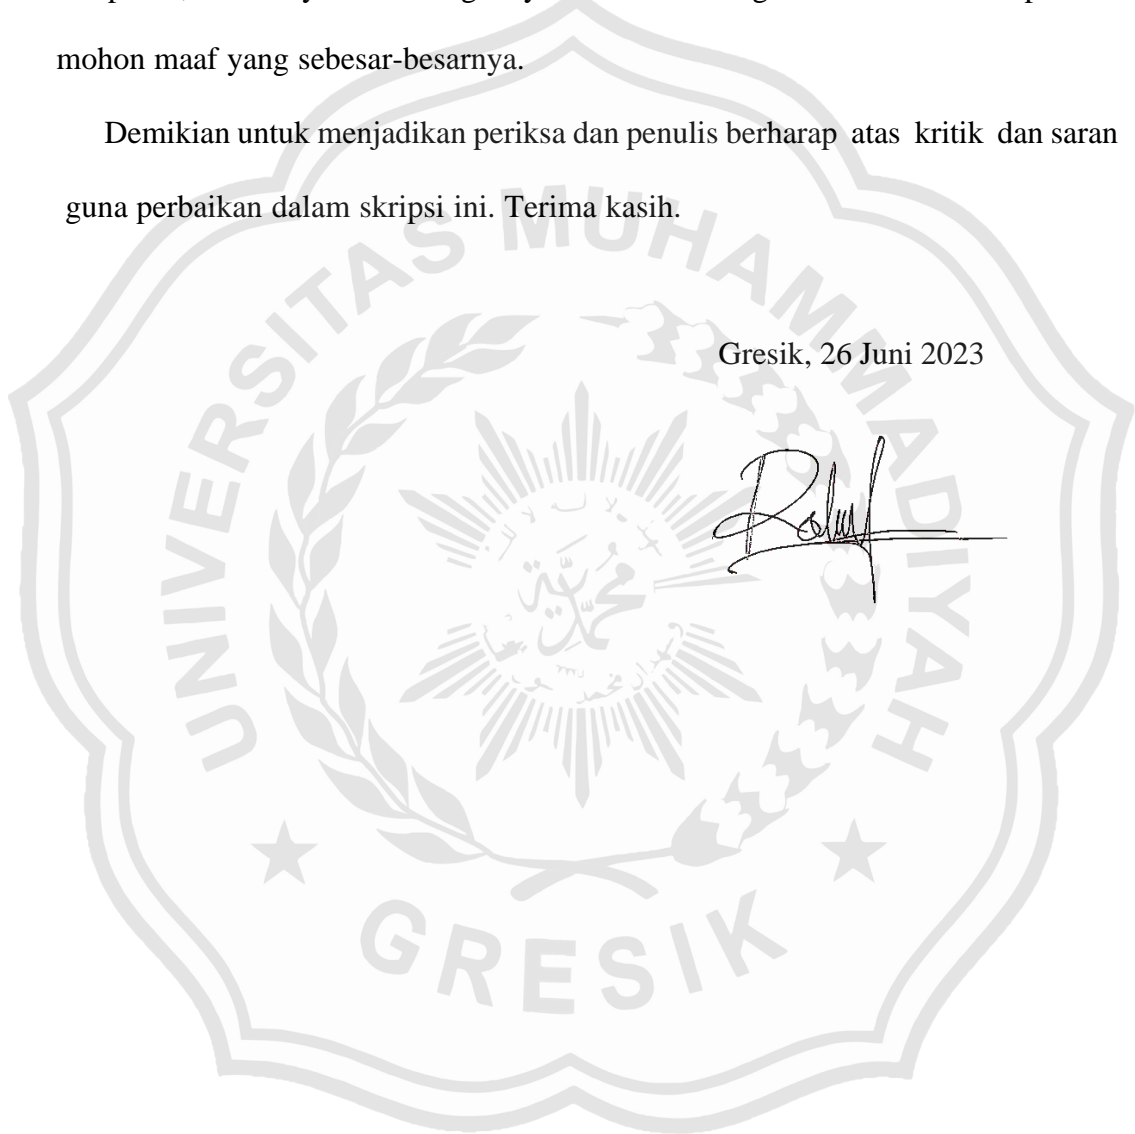 mohon maaf yang sebesar-besarnya.
Demikian untuk menjadikan periksa dan penulis berharap atas kritik dan saran
guna perbaikan dalam skripsi ini. Terima kasih.
UNIVERSITAS MUHAMMADIYAH
Gresik, 26 Juni 2023
GRESIK